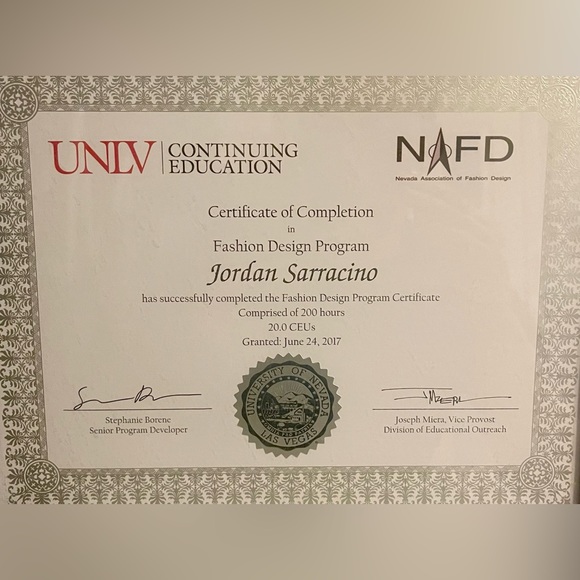 UNLV CONTINUING EDUCATION
NAFD
Nevada Association of Fashion Design
Certificate of Completion
in
Fashion Design Program
Jordan Sarracino
has successfully completed the Fashion Design Program Certificate
Comprised of 200 hours
20.0 CEUs
Granted: June 24, 2017
UNIVERSITY OF NEVADA
LAS VEGAS
Stephanie Borene
Senior Program Developer
Joseph Miera, Vice Provost
Division of Educational Outreach